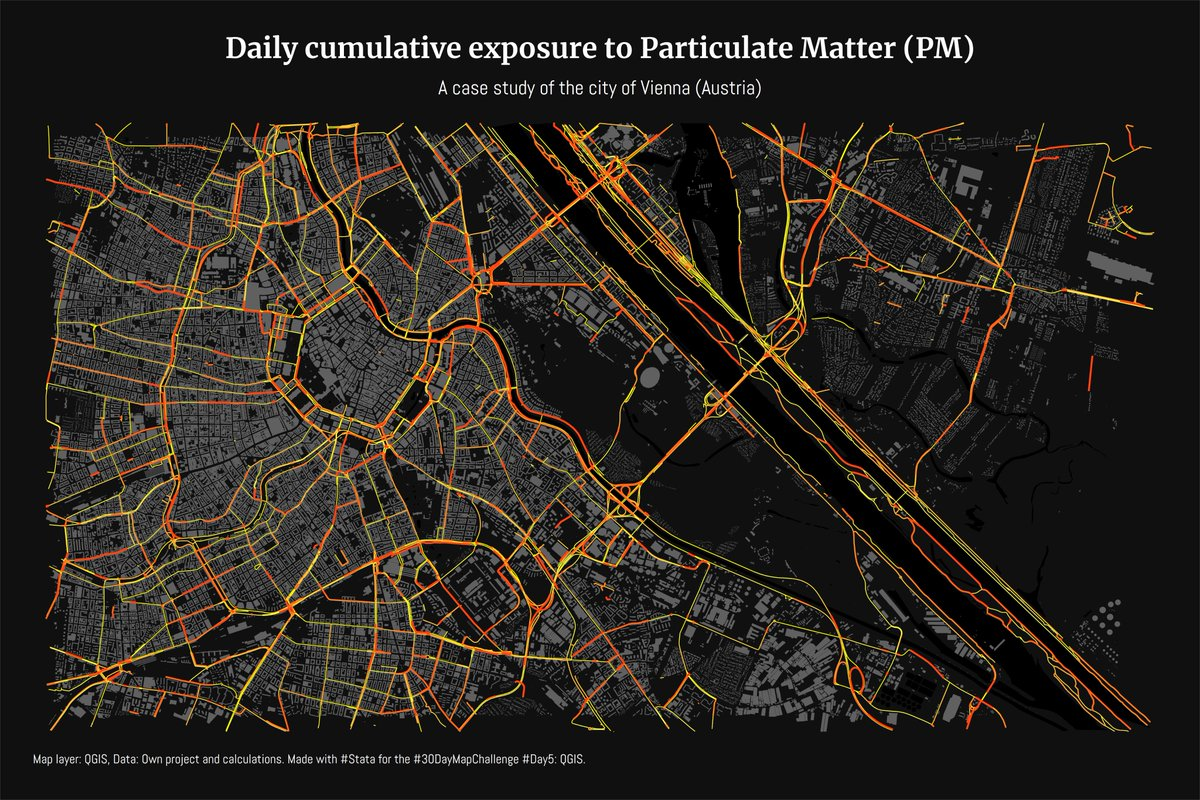 Daily cumulative exposure to Particulate Matter (PM)
A case study of the city of Vienna (Austria)
Map layer: QGIS, Data: Own project and calculations. Made with #Stata for the #30DayMapChallenge #Day5: QGIS.